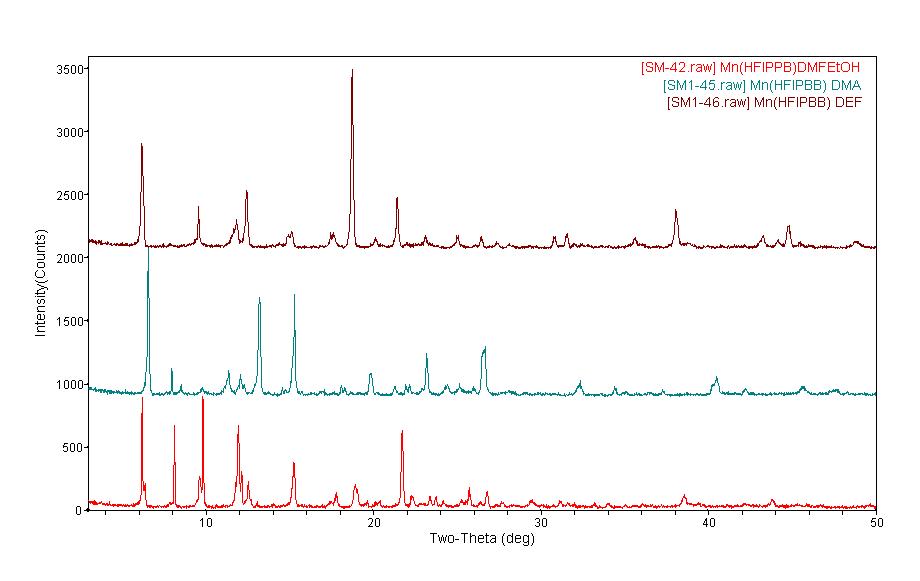 [SM-42.raw] Mn(HFIPPB)DMFEtOH
[SM1-45.raw] Mn(HFIPBB) DMA
[SM1-46.raw] Mn(HFIPBB) DEF
3500
3000
2500
2000
1500
1000
500
0
Intensity(Counts)
10 20 30 40 50
Two-Theta (deg)